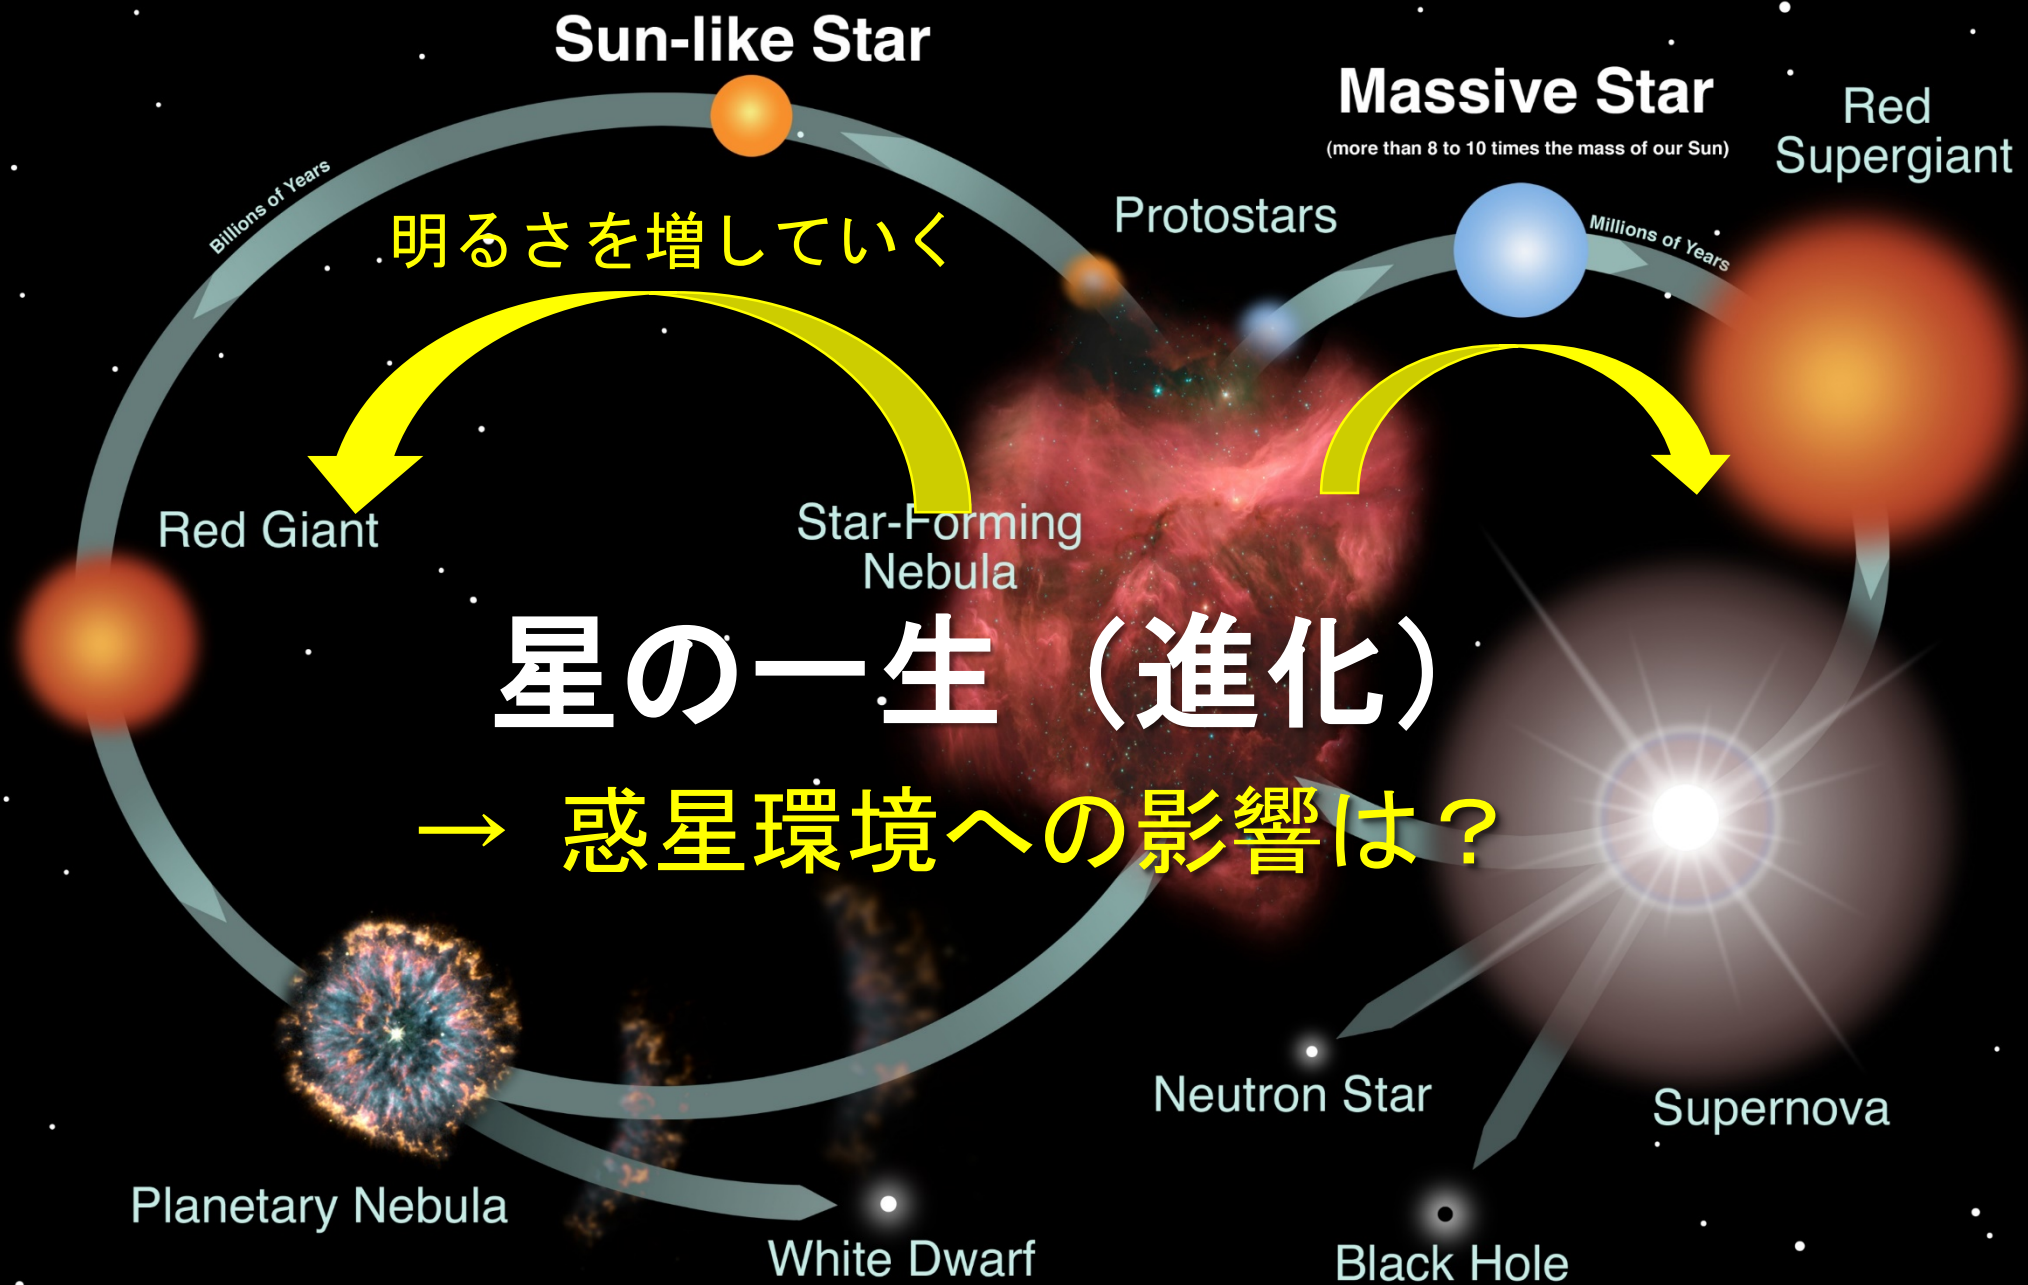 Sun-like Star
Massive Star
(more than 8 to 10 times the mass of our Sun)
Red
Supergiant
Protostars
Billions of Years
Millions of Years
明るさを増していく
Red Giant
Star-Forming
Nebula
星の一生（進化）
→ 惑星環境への影響は？
Neutron Star
Supernova
Planetary Nebula
White Dwarf
Black Hole